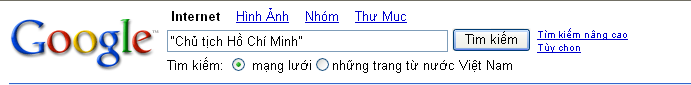 Internet Hình Ảnh Nhóm Thư Mục
Google™ "Chủ tịch Hồ Chí Minh" Tìm kiếm Tìm kiếm nâng cao
Tùy chọn
Tìm kiếm: mạng lưới những trang từ nước Việt Nam